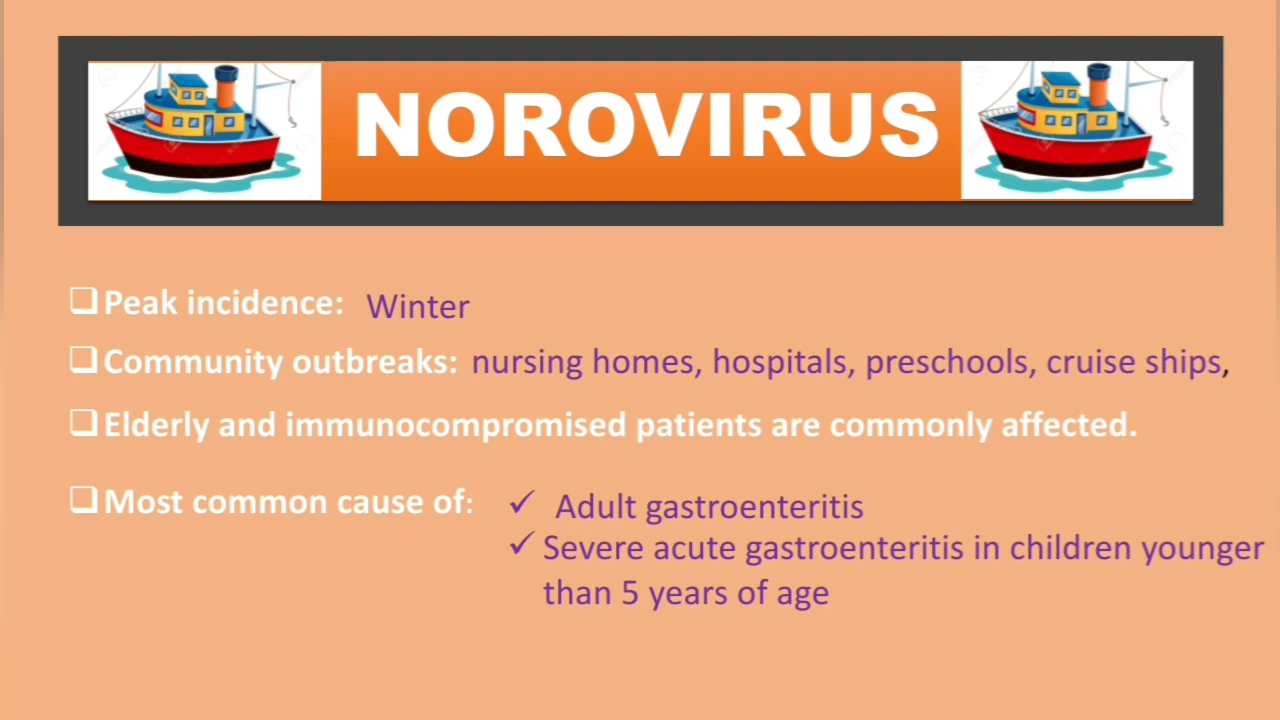 NOROVIRUS
❑Peak incidence: Winter
❑Community outbreaks: nursing homes, hospitals, preschools, cruise ships,
❑Elderly and immunocompromised patients are commonly affected.
❑Most common cause of: ✓ Adult gastroenteritis
✓ Severe acute gastroenteritis in children younger
than 5 years of age